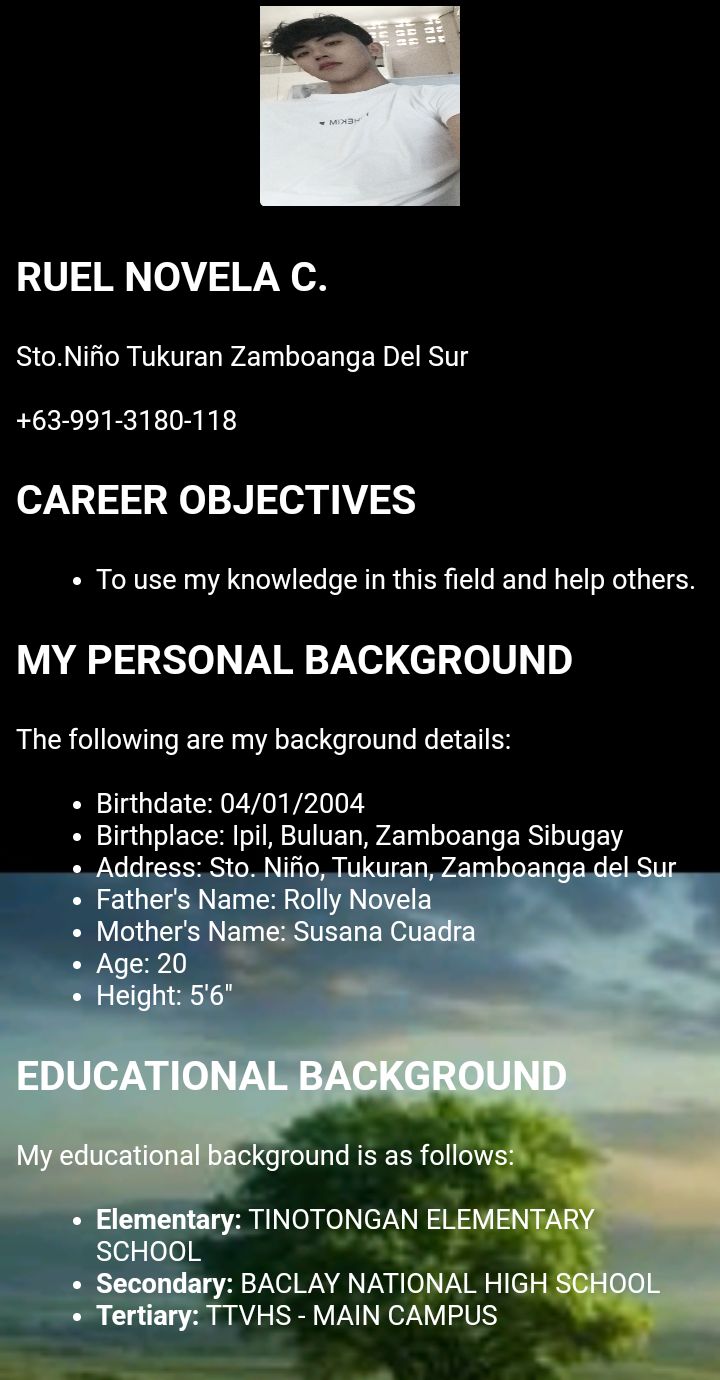 RUEL NOVELA C.
Sto.Niño Tukuran Zamboanga Del Sur
+63-991-3180-118
CAREER OBJECTIVES
• To use my knowledge in this field and help others.
MY PERSONAL BACKGROUND
The following are my background details:
• Birthdate: 04/01/2004
• Birthplace: Ipil, Buluan, Zamboanga Sibugay
• Address: Sto. Niño, Tukuran, Zamboanga del Sur
• Father's Name: Rolly Novela
• Mother's Name: Susana Cuadra
• Age: 20
• Height: 5'6"
EDUCATIONAL BACKGROUND
My educational background is as follows:
• Elementary: TINOTONGAN ELEMENTARY
SCHOOL
• Secondary: BACLAY NATIONAL HIGH SCHOOL
• Tertiary: TTVHS - MAIN CAMPUS